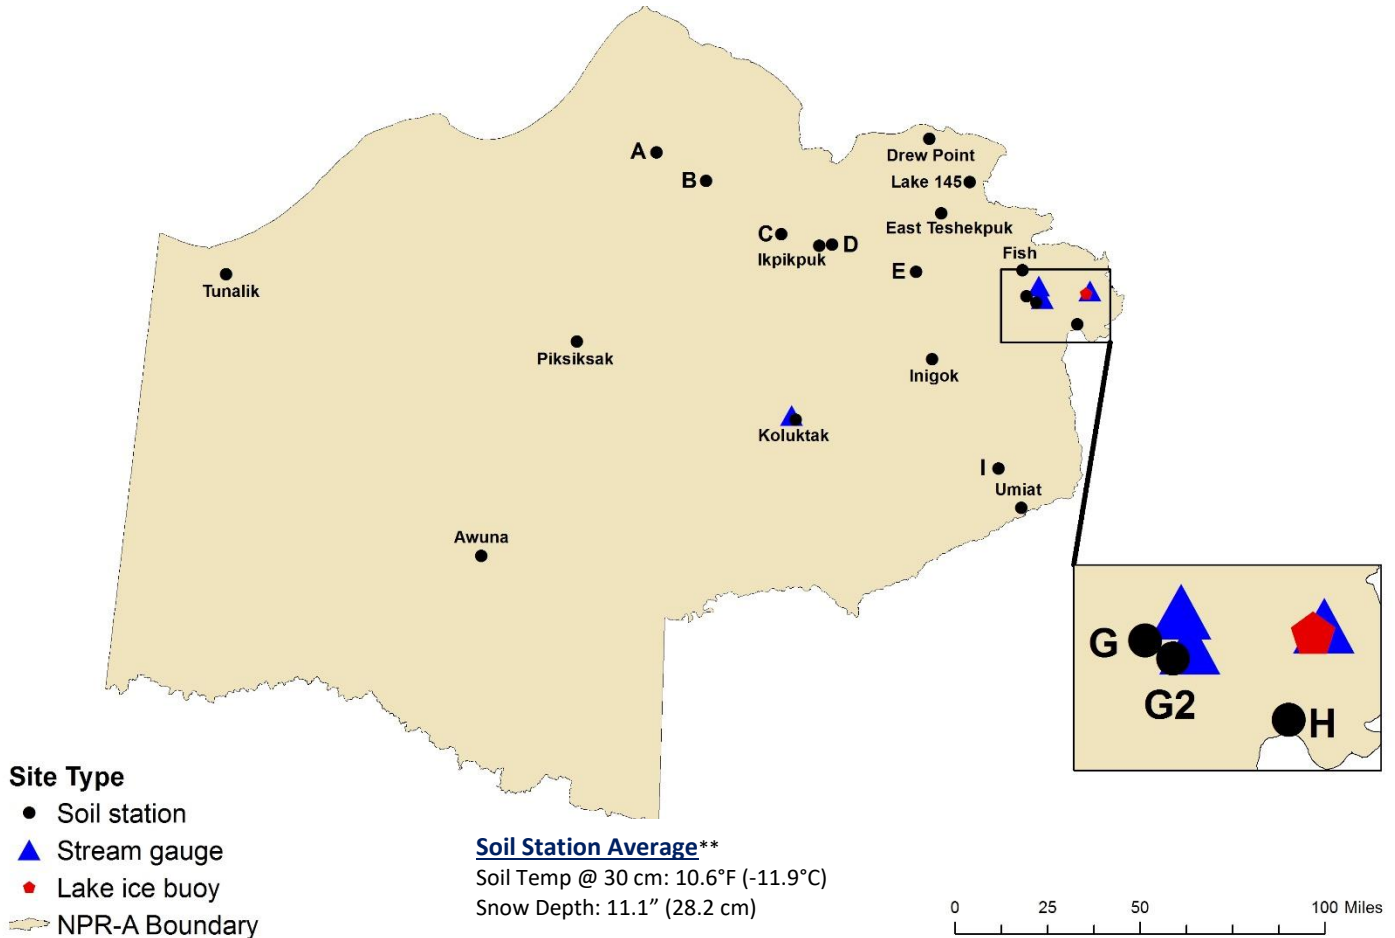 A
B
Drew Point
Lake 145
East Teshekpuk
C
Ikpikpuk
D
Fish
E
Tunalik
Piksiksak
Inigok
Koluktak
I
Umiat
Awuna
G
G2
H
Site Type
Soil station
Stream gauge
Lake ice buoy
NPR-A Boundary
Soil Station Average**
Soil Temp @ 30 cm: 10.6°F (-11.9°C)
Snow Depth: 11.1” (28.2 cm)
0 25 50 100 Miles